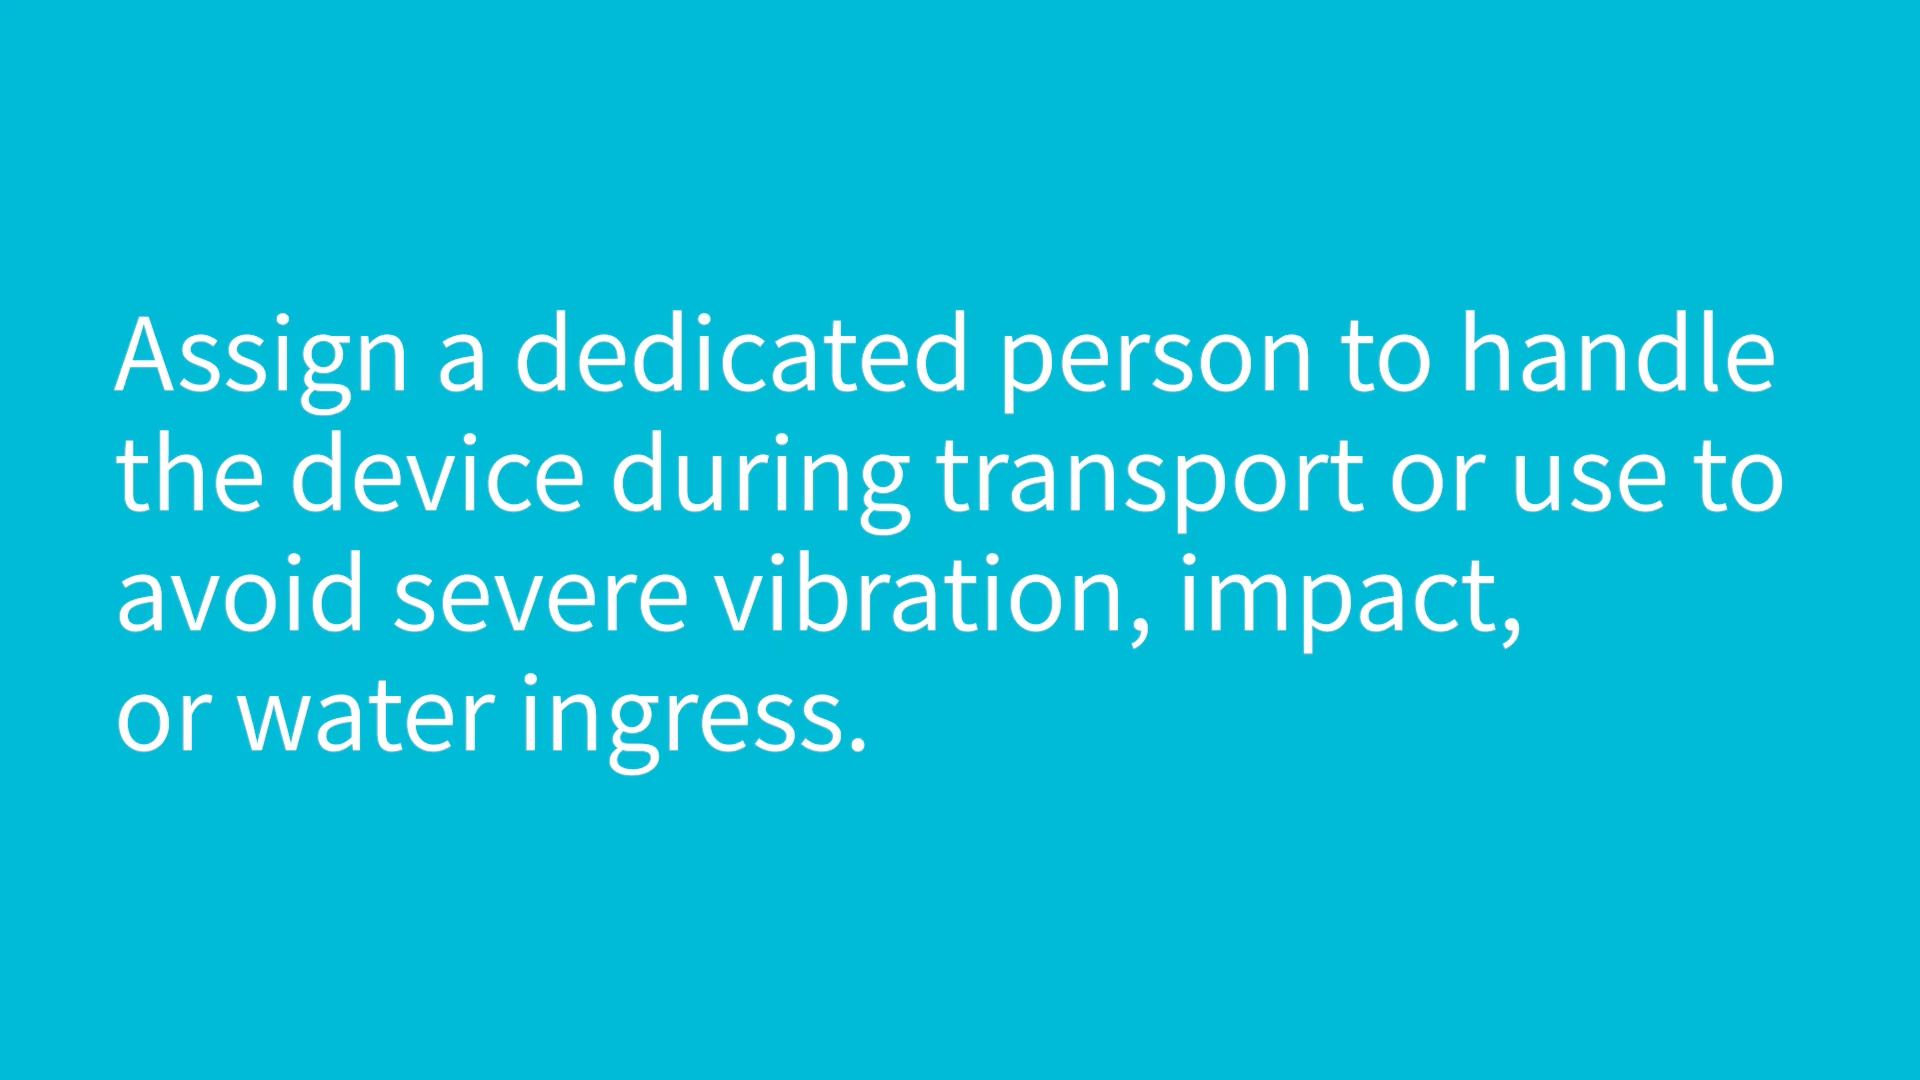 Assign a dedicated person to handle
the device during transport or use to
avoid severe vibration, impact,
or water ingress.